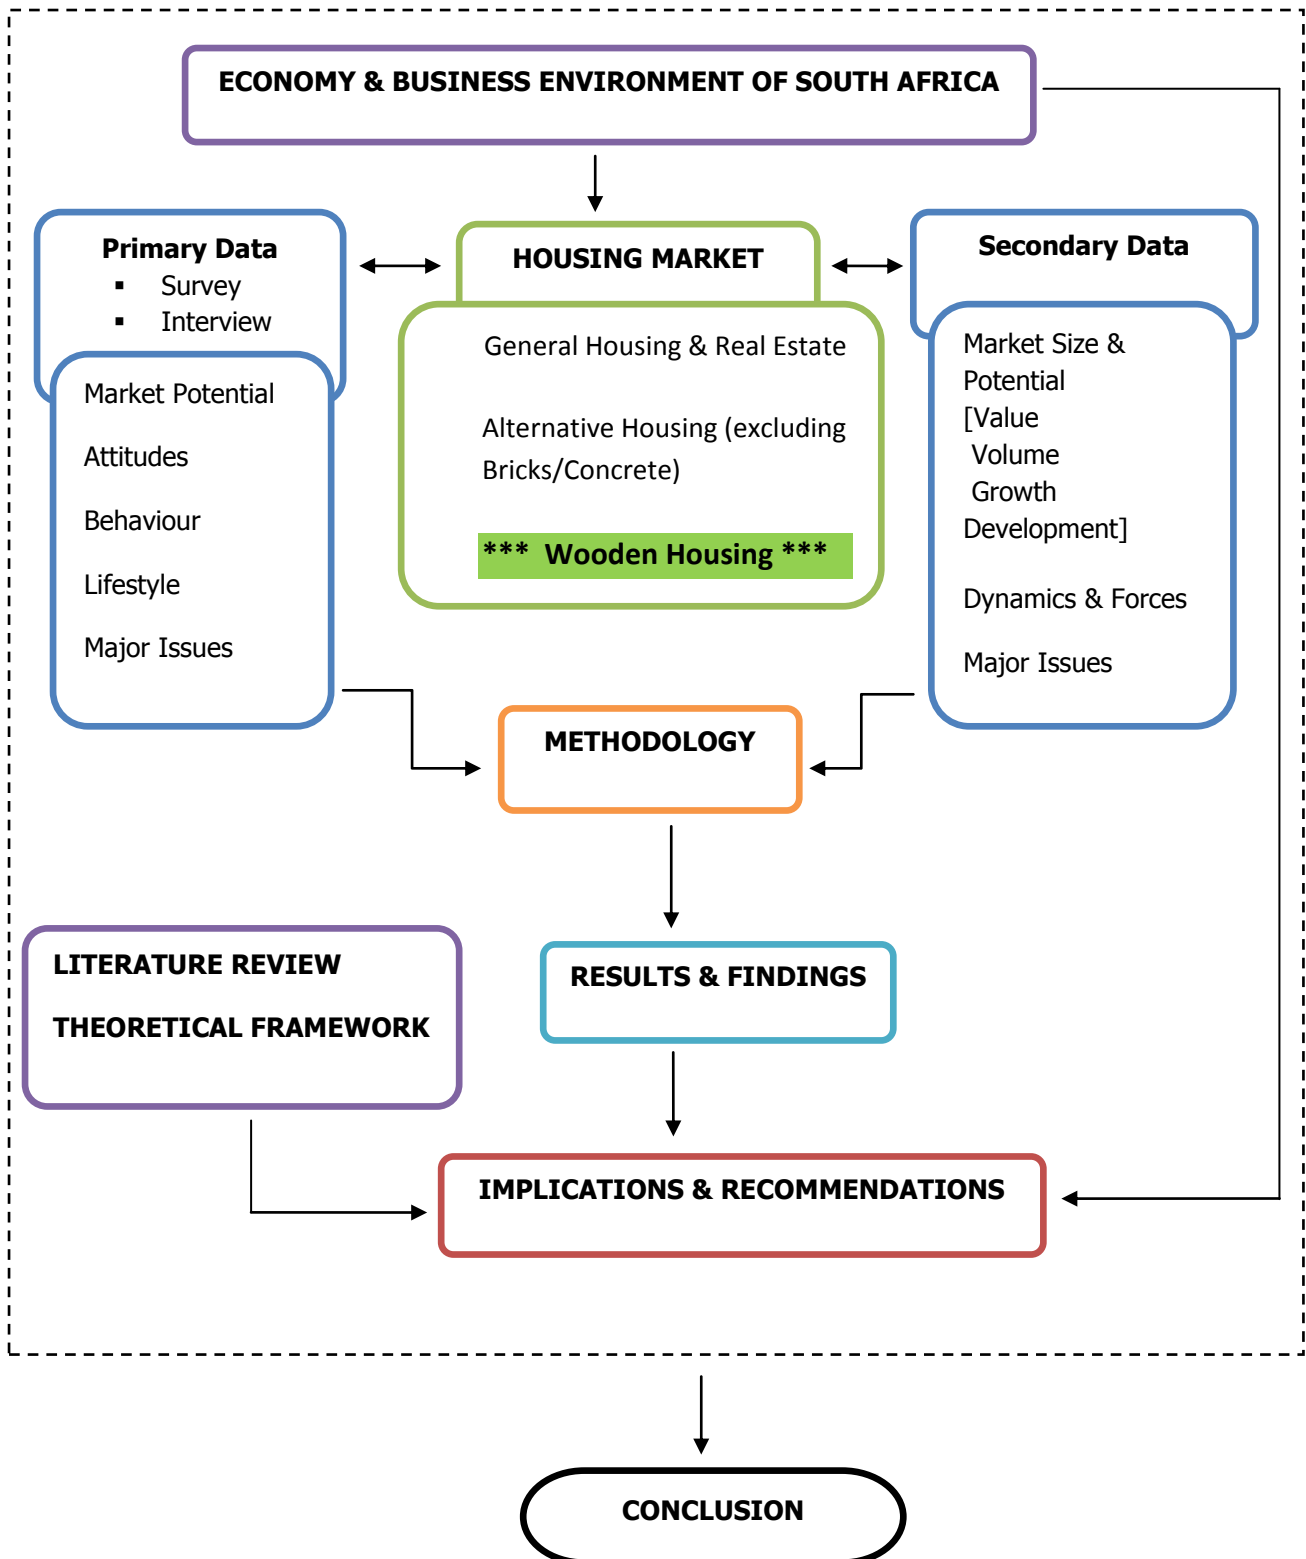 ECONOMY & BUSINESS ENVIRONMENT OF SOUTH AFRICA
Primary Data
▪ Survey
▪ Interview
Market Potential
Attitudes
Behaviour
Lifestyle
Major Issues
HOUSING MARKET
General Housing & Real Estate
Alternative Housing (excluding
Bricks/Concrete)
*** Wooden Housing ***
Secondary Data
Market Size &
Potential
[Value
Volume
Growth
Development]
Dynamics & Forces
Major Issues
METHODOLOGY
LITERATURE REVIEW
THEORETICAL FRAMEWORK
RESULTS & FINDINGS
IMPLICATIONS & RECOMMENDATIONS
CONCLUSION